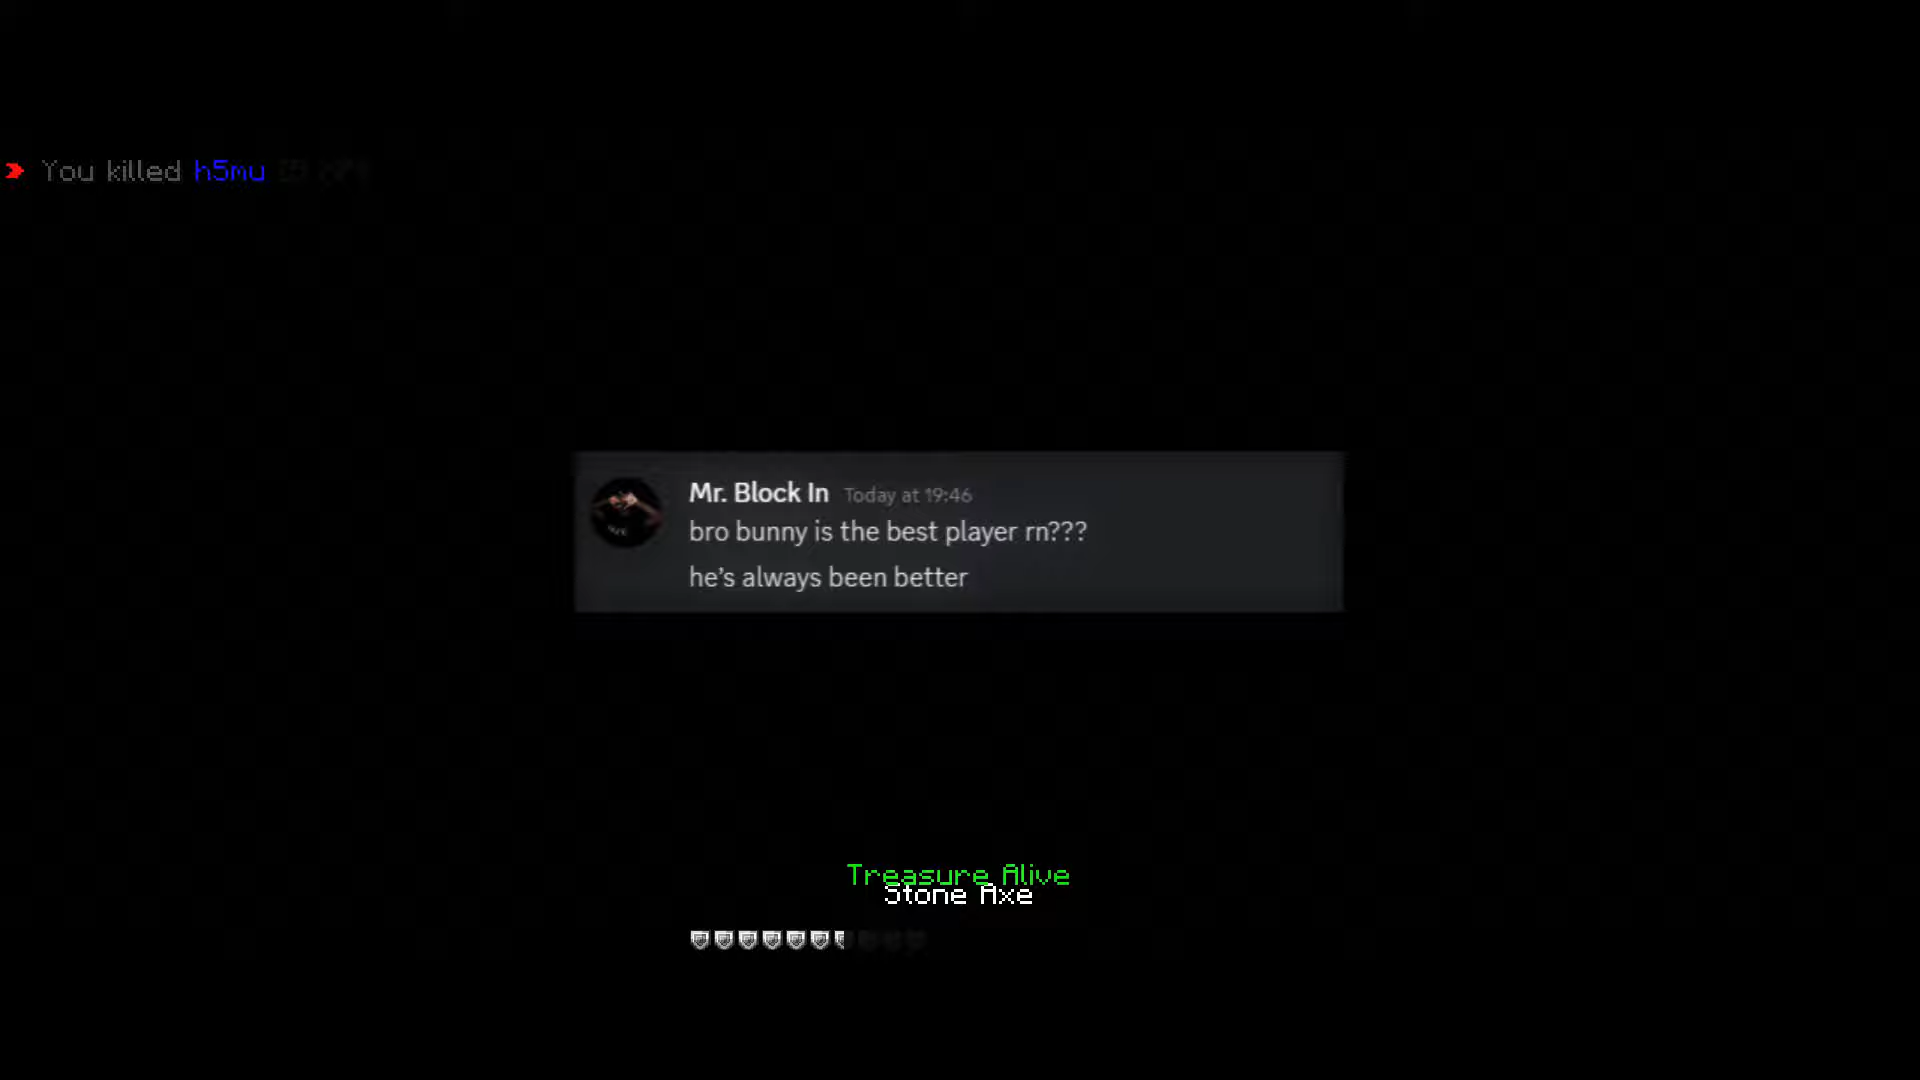 You killed h5mu
Mr. Block In Today at 19:46
bro bunny is the best player rn???
he's always been better
Treasure Alive
Stone Axe